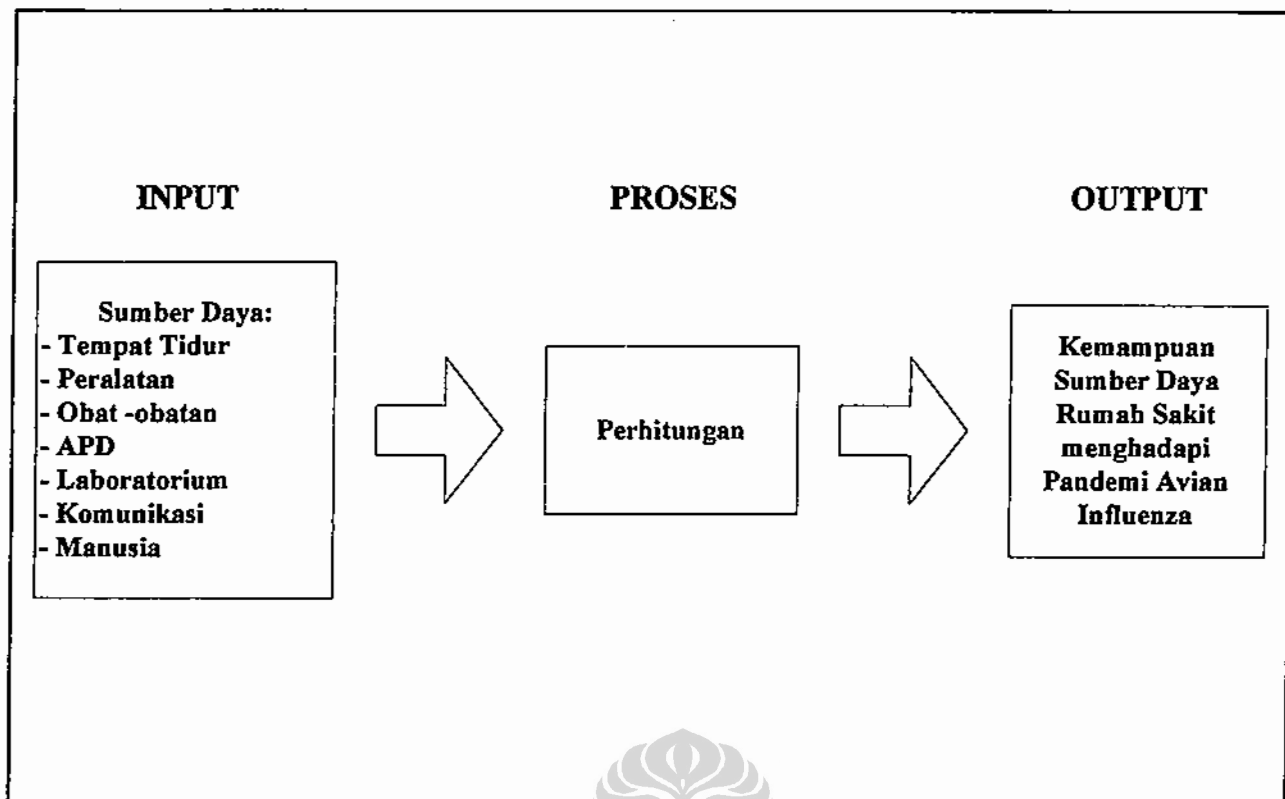 INPUT
Sumber Daya:
- Tempat Tidur
- Peralatan
- Obat -obatan
- APD
- Laboratorium
- Komunikasi
- Manusia
PROSES
Perhitungan
OUTPUT
Kemampuan
Sumber Daya
Rumah Sakit
menghadapi
Pandemi Avian
Influenza